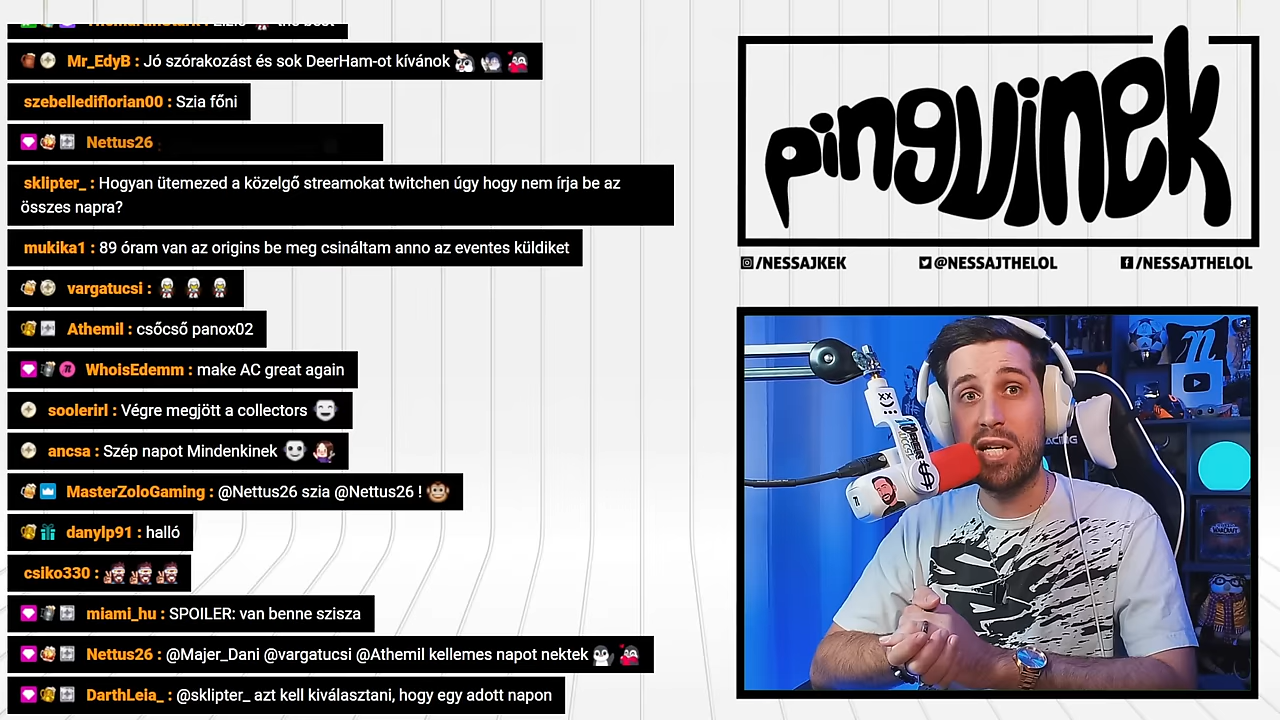 Mr_EdyB : Jó szórakozást és sok DeerHam-ot kívánok
szebellediflorian00 : Szia főni
Nettus26 :
sklipter_ : Hogyan ütemezed a közelgő streamokat twitchen úgy hogy nem írja be az
összes napra?
mukika1 : 89 óram van az origins be meg csináltam anno az eventes küldiket
vargatucsi :
Athemil : csőcső panox02
WhoisEdemm : make AC great again
soolerirl : Végre megjött a collectors
ancsa : Szép napot Mindenkinek
MasterZoloGaming : @Nettus26 szia @Nettus26 !
danylp91 : halló
csiko330 :
miami_hu : SPOILER: van benne szisza
Nettus26 : @Majer_Dani @vargatucsi @Athemil kellemes napot nektek
DarthLeia_ : @sklipter_ azt kell kiválasztani, hogy egy adott napon
pingvinek
/NESSAJKEK
@NESSAJTHELOL
/NESSAJTHELOL